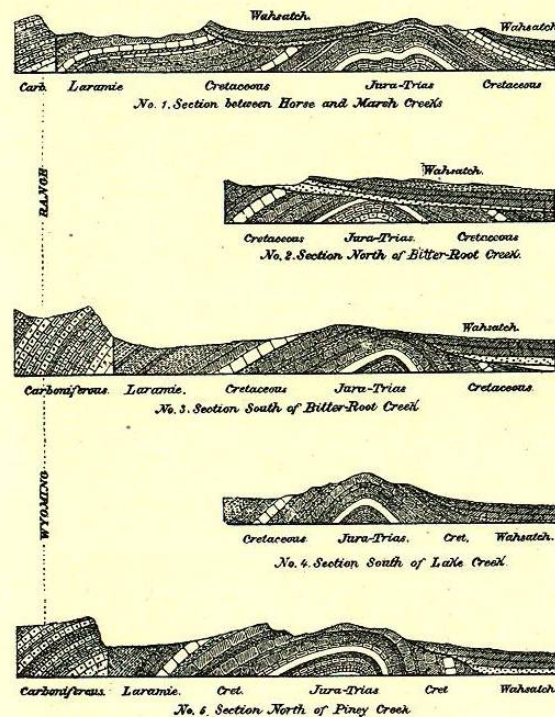 Wahsatch.
Wahsatch
Carb. Laramie Cretaceous Jura-Trias Cretaceous
No. 1. Section between Horse and Marsh Creeks
RANGE
Wahsatch.
Cretaceous Jura-Trias. Cretaceous
No. 2. Section North of Bitter-Root Creek.
Wahsatch.
Carboniferous. Laramie. Cretaceous Jura-Trias Cretaceous
No. 3. Section South of Bitter-Root Creek
WYOMING
Cretaceous Jura-Trias. Cret. Wahsatch.
No. 4. Section South of Lake Creek.
Carboniferous. Laramie. Cret. Jura-Trias Cret Wahsatch
No. 5. Section North of Piney Creek